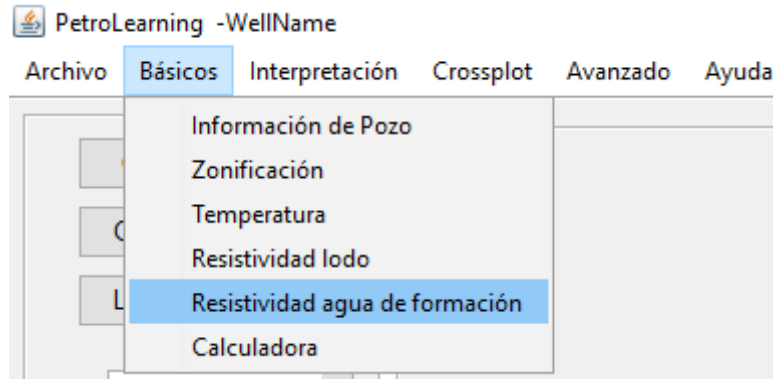 PetroLearning -WellName
Archivo Básicos Interpretación Crossplot Avanzado Ayuda
Información de Pozo
Zonificación
Temperatura
Resistividad lodo
Resistividad agua de formación
Calculadora